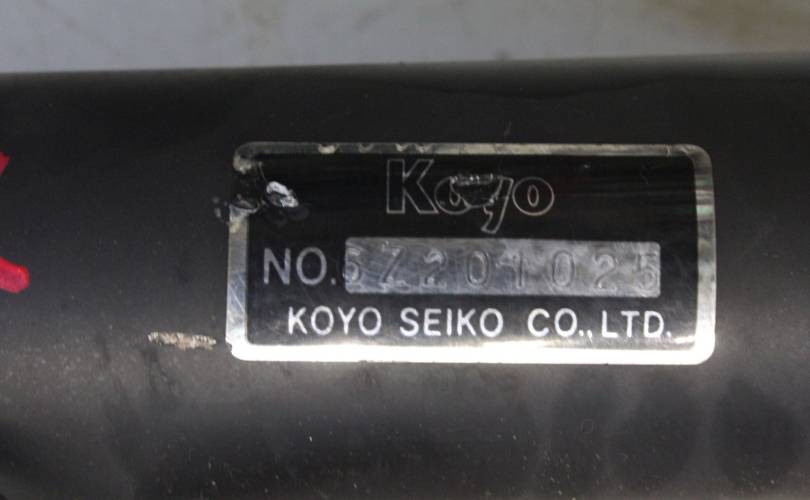 Koyo
NO. 6Z201025
KOYO SEIKO CO., LTD.